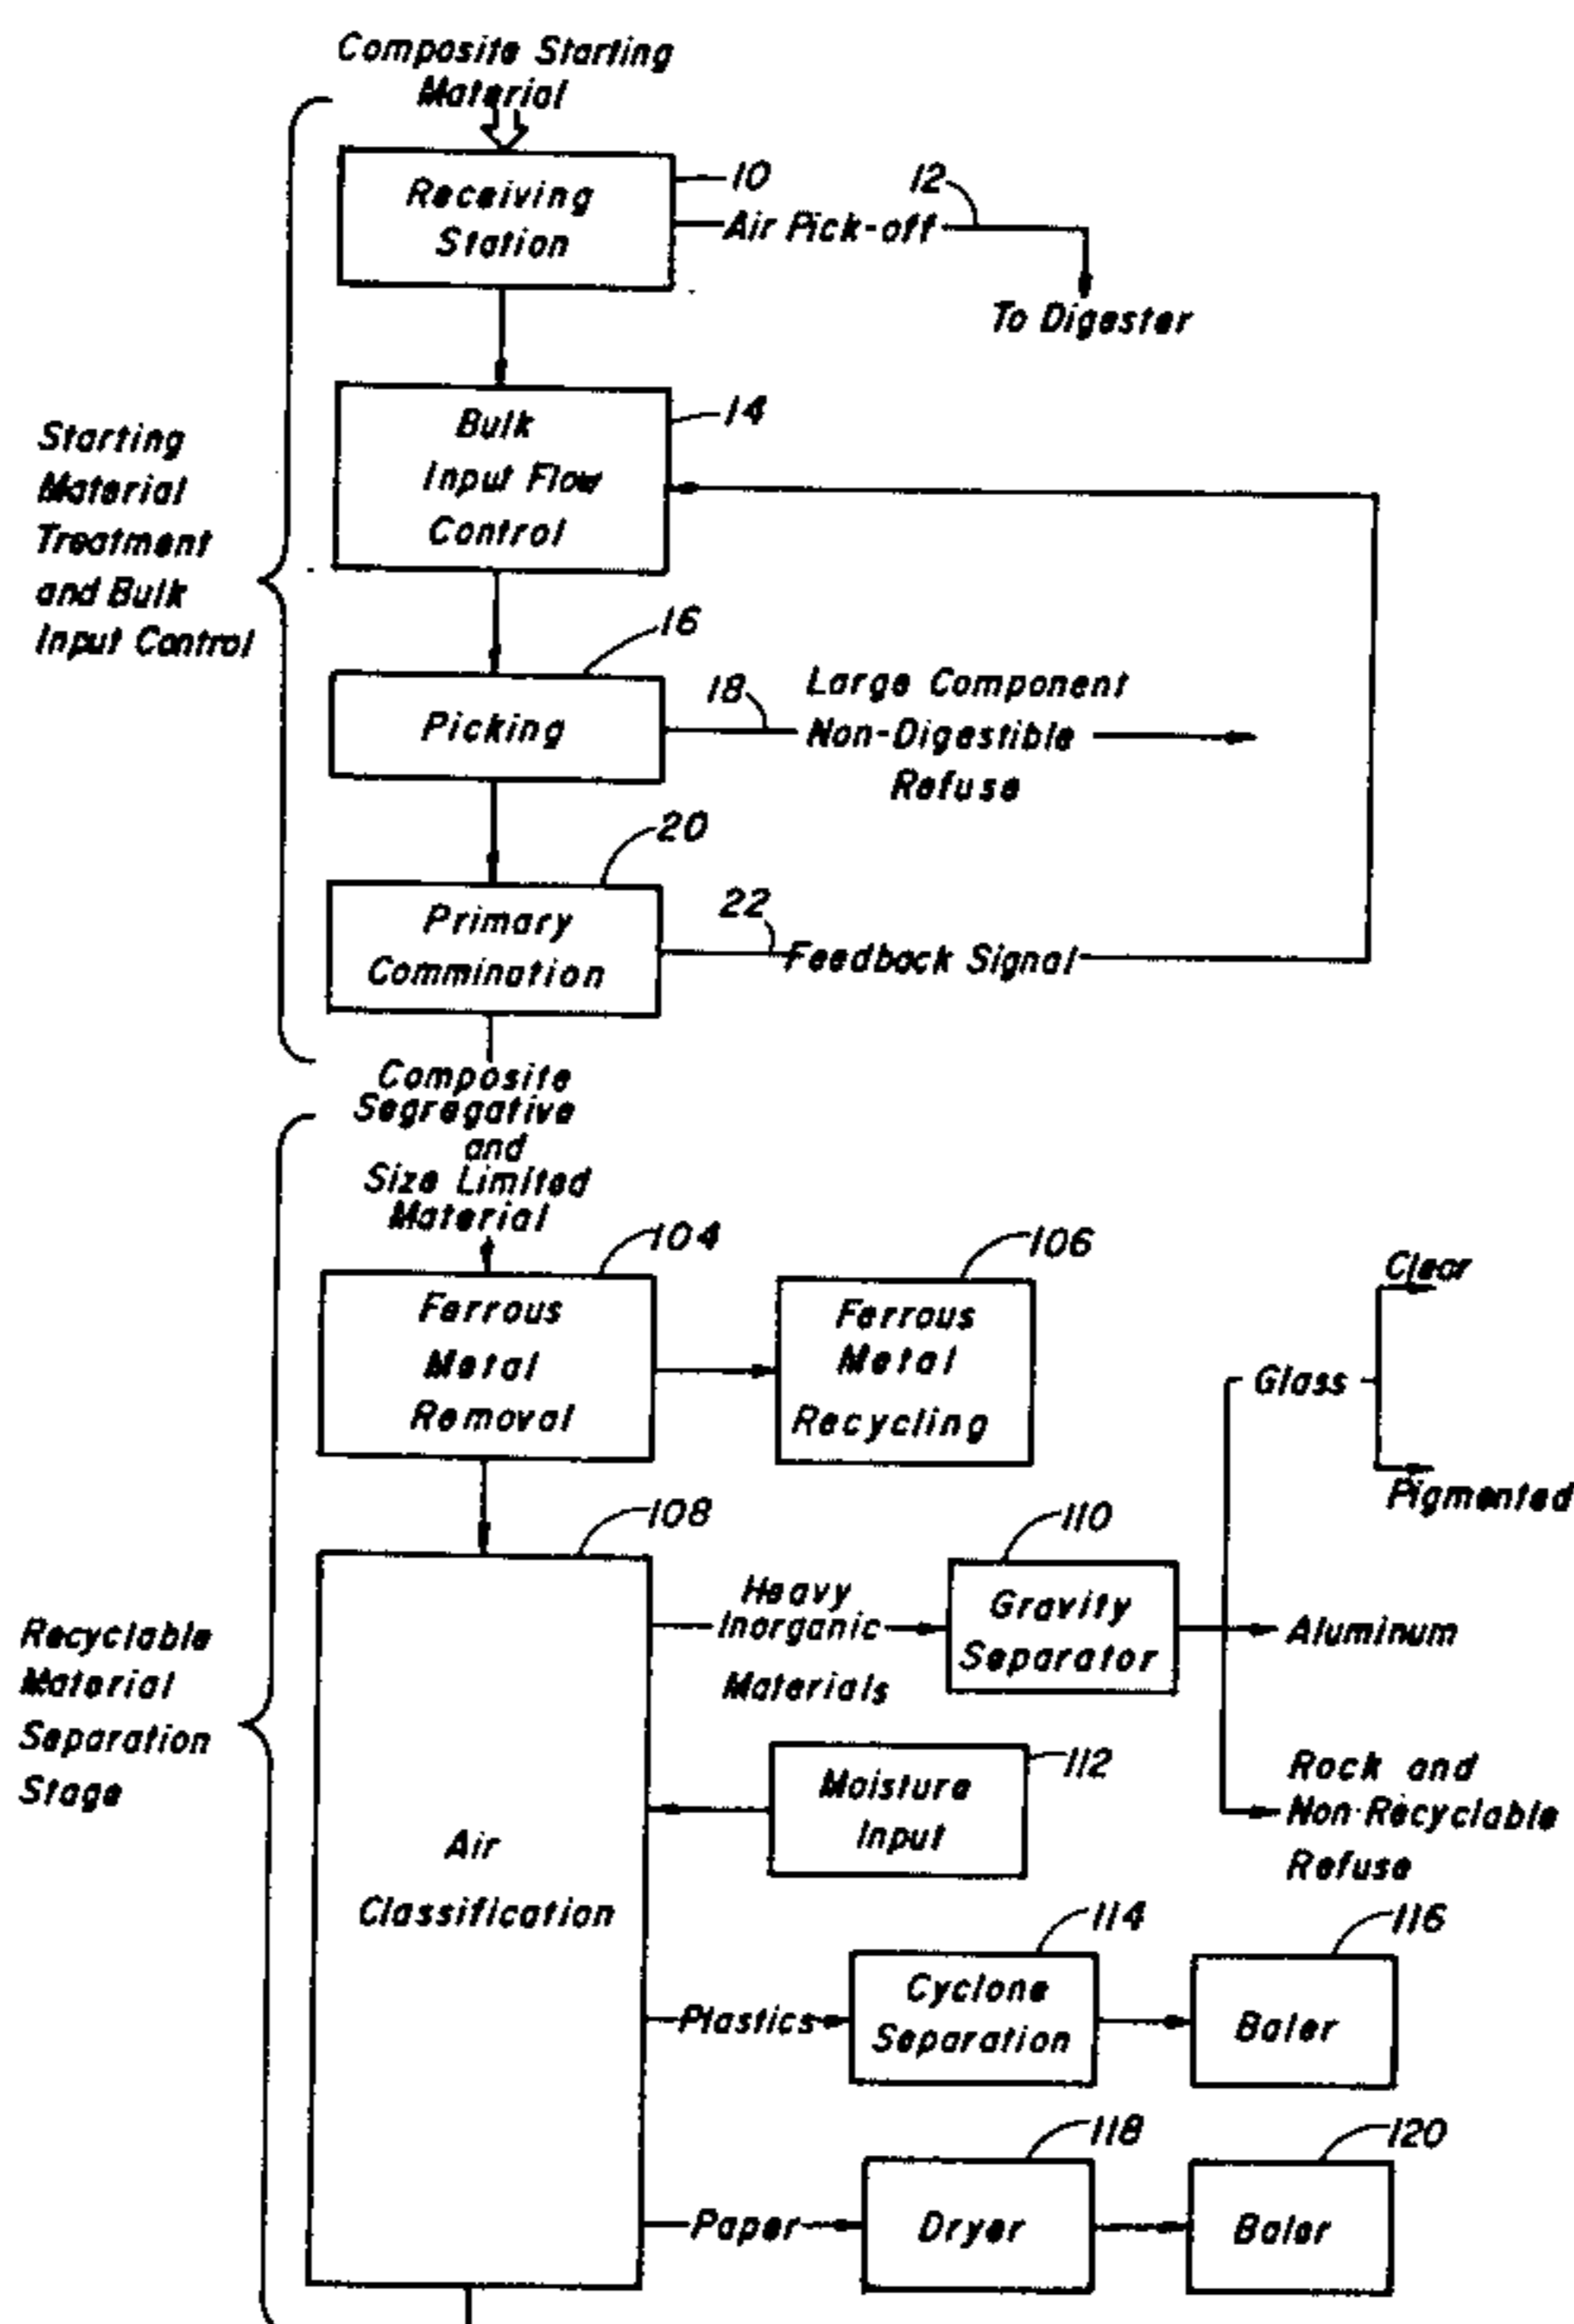 Composite Starting
Material
Receiving
Station
10
Air Pick-off
12
To Digester
Starting
Material
Treatment
and Bulk
Input Control
Bulk
Input Flow
Control
14
Picking
16
18
Large Component
Non-Digestible
Refuse
Primary
Commination
20
22
Feedback Signal
Composite
Segregative
and
Size Limited
Material
Ferrous
Metal
Removal
104
Ferrous
Metal
Recycling
106
Clear
Glass
Pigmented
Recyclable
Material
Separation
Stage
Air
Classification
108
Heavy
Inorganic
Materials
Gravity
Separator
110
Aluminum
Rock and
Non-Recyclable
Refuse
Moisture
Input
112
Plastics
Cyclone
Separation
114
Baler
116
Paper
Dryer
118
Baler
120